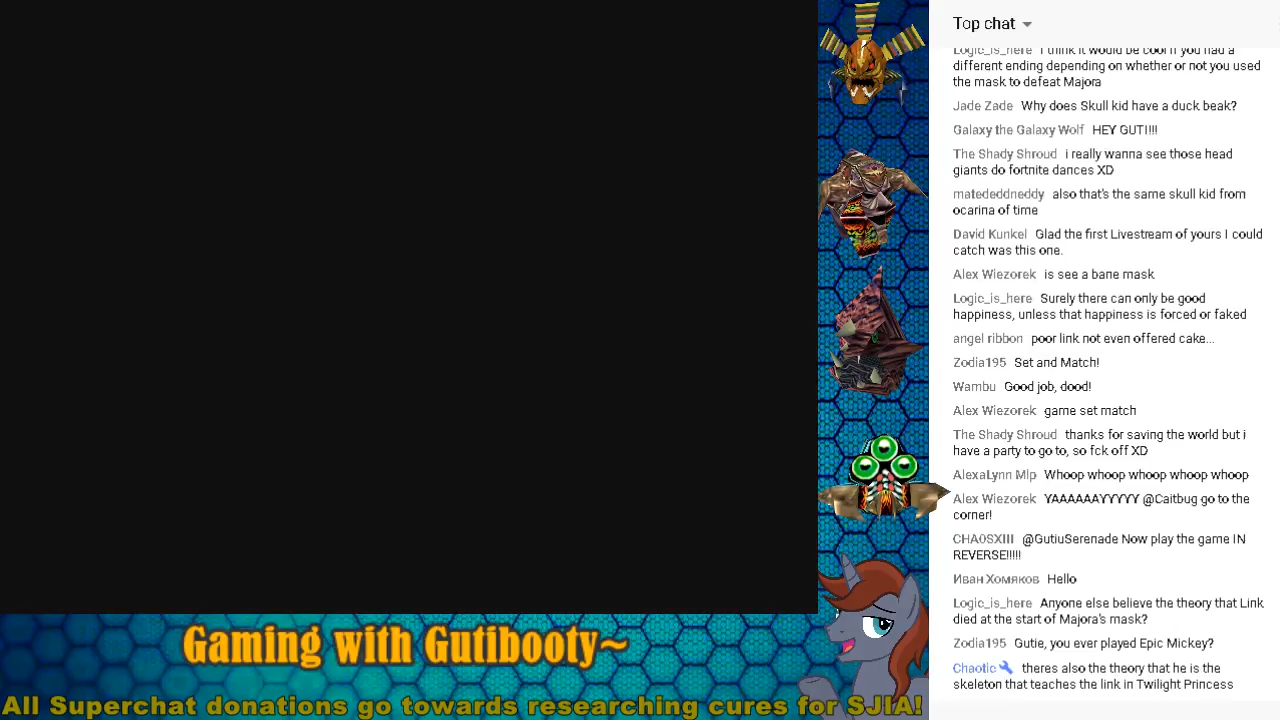 Top chat
Logic_is_here I think it would be cool if you had a
different ending depending on whether or not you used
the mask to defeat Majora
Jade Zade Why does Skull kid have a duck beak?
Galaxy the Galaxy Wolf HEY GUTI!!!
The Shady Shroud i really wanna see those head
giants do fortnite dances XD
matededdneddy also that's the same skull kid from
ocarina of time
David Kunkel Glad the first Livestream of yours I could
catch was this one.
Alex Wiezorek is see a bane mask
Logic_is_here Surely there can only be good
happiness, unless that happiness is forced or faked
angel ribbon poor link not even offered cake...
Zodia195 Set and Match!
Wambu Good job, dood!
Alex Wiezorek game set match
The Shady Shroud thanks for saving the world but i
have a party to go to, so fck off XD
AlexaLynn Mlp Whoop whoop whoop whoop whoop
Alex Wiezorek YAAAAAAYYYYY @Caitbug go to the
corner!
CHA0SXIII @GutiuSerenade Now play the game IN
REVERSE!!!!!
Иван Хомяков Hello
Logic_is_here Anyone else believe the theory that Link
died at the start of Majora's mask?
Zodia195 Gutie, you ever played Epic Mickey?
Chaotic theres also the theory that he is the
skeleton that teaches the link in Twilight Princess
Gaming with Gutibooty~
All Superchat donations go towards researching cures for SJIA!